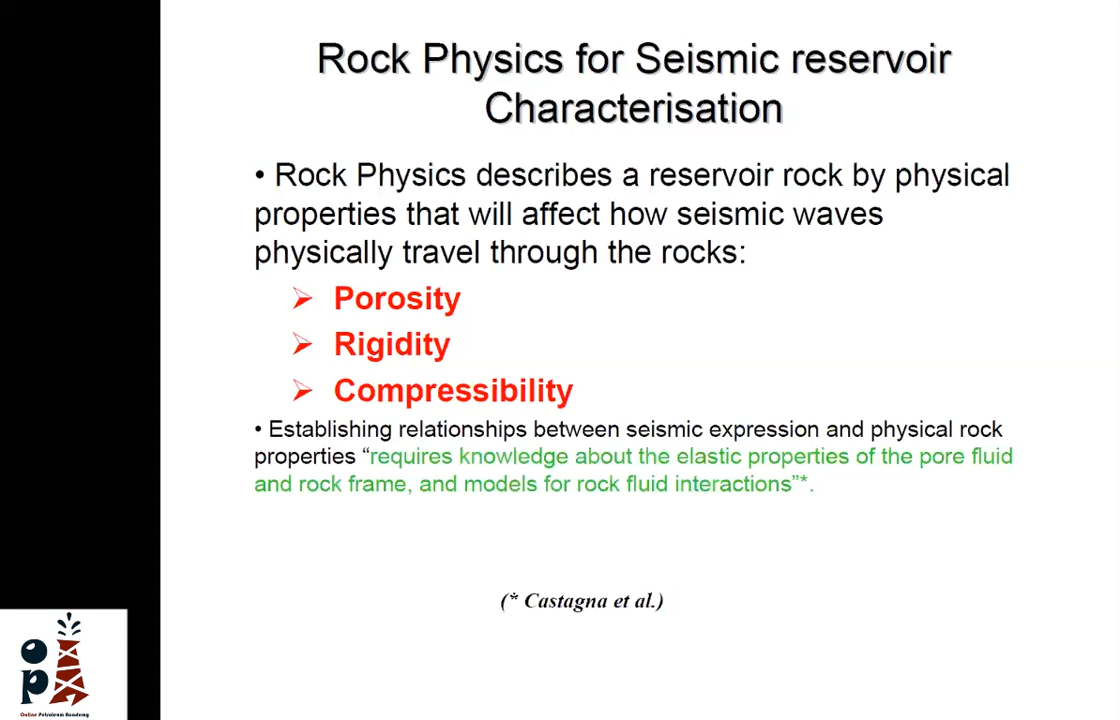 Rock Physics for Seismic reservoir
Characterisation
• Rock Physics describes a reservoir rock by physical
properties that will affect how seismic waves
physically travel through the rocks:
➢ Porosity
➢ Rigidity
➢ Compressibility
• Establishing relationships between seismic expression and physical rock
properties “requires knowledge about the elastic properties of the pore fluid
and rock frame, and models for rock fluid interactions”*.
(* Castagna et al.)
OPA
Online Petroleum Academy